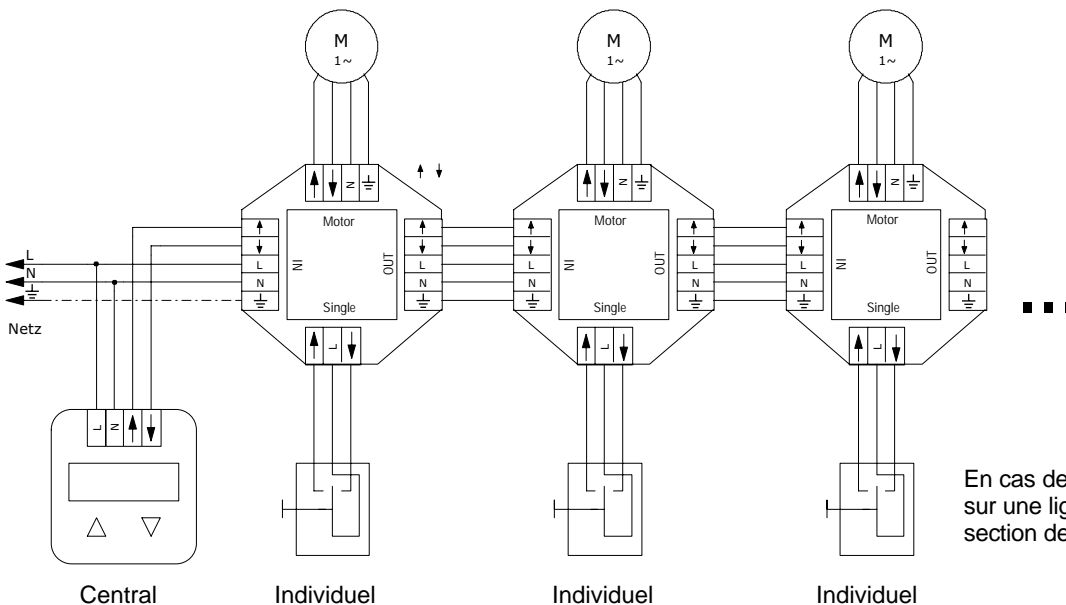 M
1~
M
1~
M
1~
N
N
N
Motor
Motor
Motor
L
N
Netz
IN
OUT
L
N
IN
L
N
OUT
L
N
IN
L
N
OUT
L
N
L
N
Single
Single
Single
L
L
L
L
N
En cas de
sur une lig
section de
Central
Individuel
Individuel
Individuel